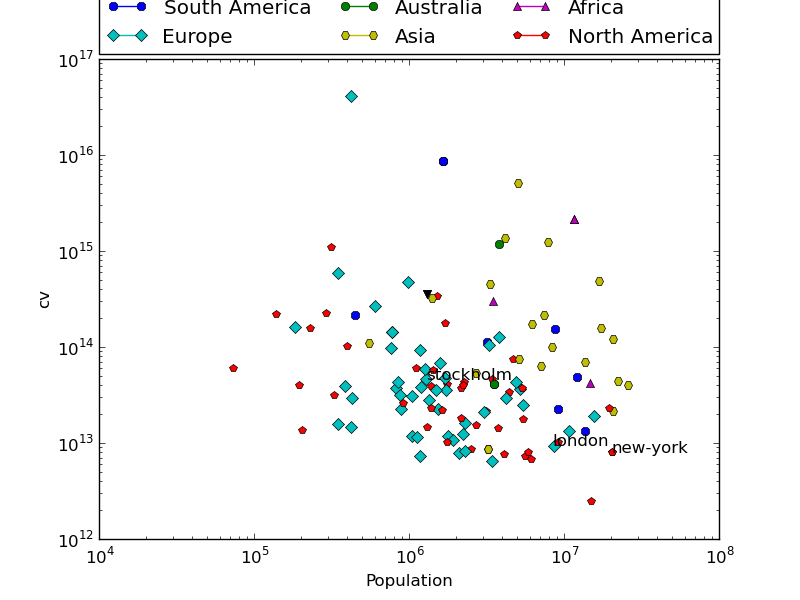 South America Australia Africa
Europe Asia North America
10^17
10^16
10^15
10^14
10^13
10^12
cv
stockholm
london
new-york
10^4 10^5 10^6 10^7 10^8
Population